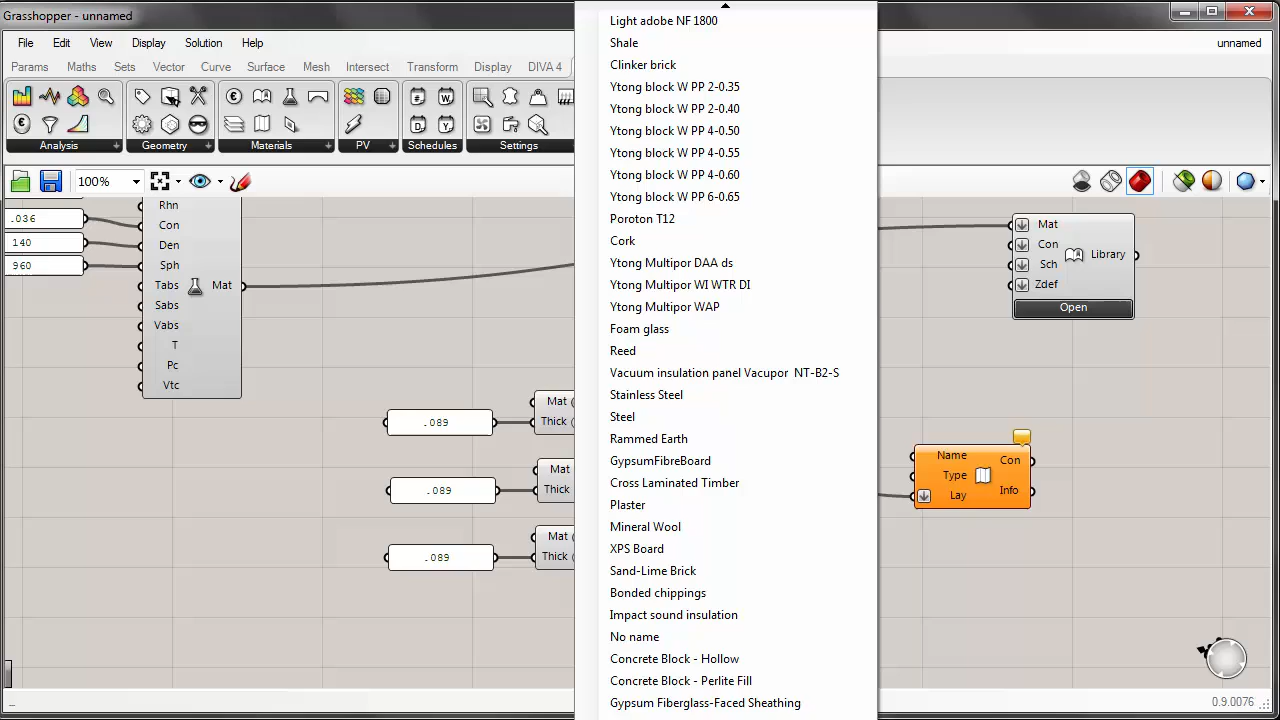 Grasshopper - unnamed
File Edit View Display Solution Help
unnamed
Params Maths Sets Vector Curve Surface Mesh Intersect Transform Display DIVA 4
Analysis Geometry Materials PV Schedules Settings
100%
Rhn
.036
Con
140
Den
960
Sph
Tabs
Mat
Sabs
Vabs
T
Pc
Vtc
.089
Mat (
Thick (
.089
Mat
Thick
.089
Mat (
Thick (
Light adobe NF 1800
Shale
Clinker brick
Ytong block W PP 2-0.35
Ytong block W PP 2-0.40
Ytong block W PP 4-0.50
Ytong block W PP 4-0.55
Ytong block W PP 4-0.60
Ytong block W PP 6-0.65
Poroton T12
Cork
Ytong Multipor DAA ds
Ytong Multipor WI WTR DI
Ytong Multipor WAP
Foam glass
Reed
Vacuum insulation panel Vacupor NT-B2-S
Stainless Steel
Steel
Rammed Earth
GypsumFibreBoard
Cross Laminated Timber
Plaster
Mineral Wool
XPS Board
Sand-Lime Brick
Bonded chippings
Impact sound insulation
No name
Concrete Block - Hollow
Concrete Block - Perlite Fill
Gypsum Fiberglass-Faced Sheathing
Mat
Con
Sch
Zdef
Library
Open
Name
Type
Lay
Con
Info
0.9.0076